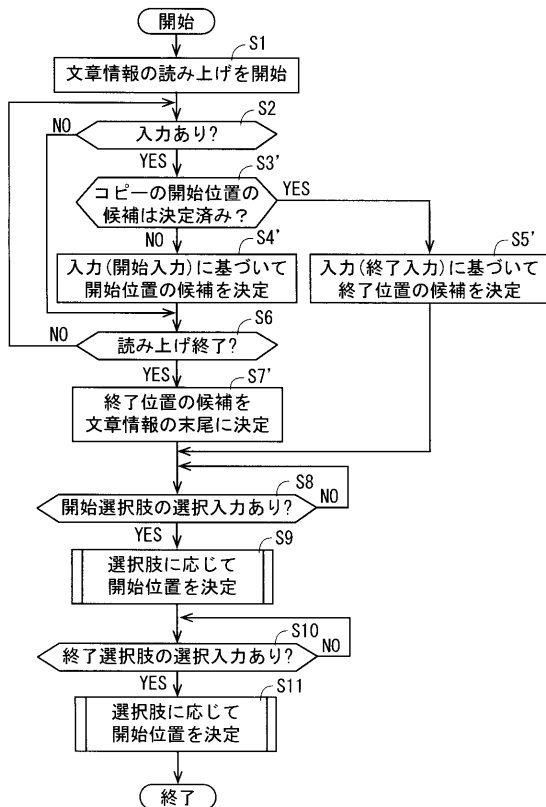 開始
S1
文章情報の読み上げを開始
S2
入力あり?
NO
YES
S3'
コピーの開始位置の
候補は決定済み?
YES
NO
S4'
入力(開始入力)に基づいて
開始位置の候補を決定
S5'
入力(終了入力)に基づいて
終了位置の候補を決定
S6
読み上げ終了?
NO
YES
S7'
終了位置の候補を
文章情報の末尾に決定
S8
開始選択肢の選択入力あり?
NO
YES
S9
選択肢に応じて
開始位置を決定
S10
終了選択肢の選択入力あり?
NO
YES
S11
選択肢に応じて
開始位置を決定
終了